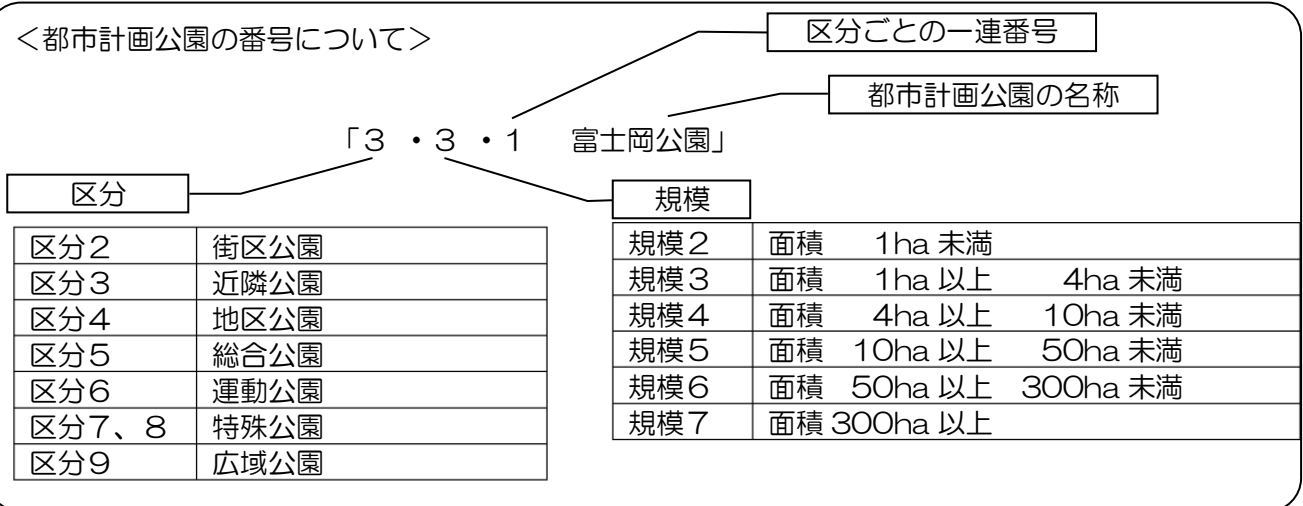 ＜都市計画公園の番号について＞
区分ごとの一連番号
都市計画公園の名称
「３・３・１　富士岡公園」
区分
区分２　街区公園
区分３　近隣公園
区分４　地区公園
区分５　総合公園
区分６　運動公園
区分７、８　特殊公園
区分９　広域公園
規模
規模２　面積　１ha 未満
規模３　面積　１ha 以上　４ha 未満
規模４　面積　４ha 以上　１０ha 未満
規模５　面積　１０ha 以上　５０ha 未満
規模６　面積　５０ha 以上　３００ha 未満
規模７　面積 ３００ha 以上